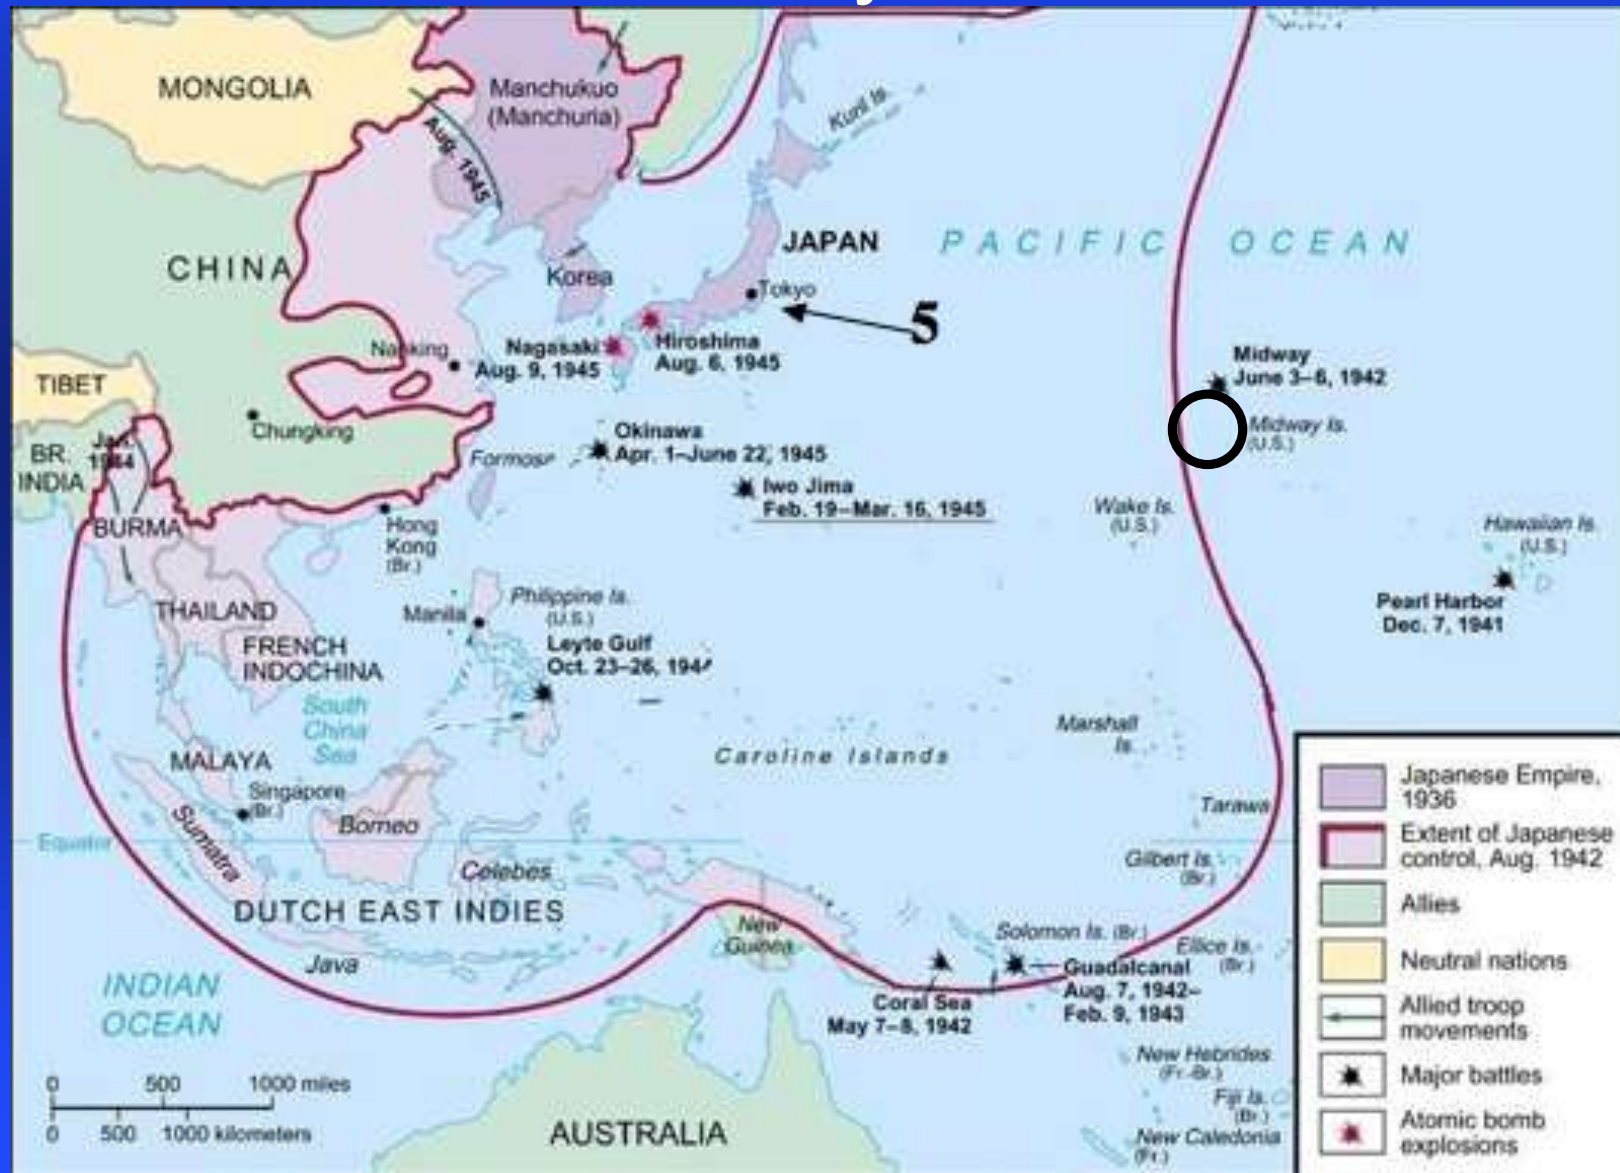 MONGOLIA
Manchukuo
(Manchuria)
Kuril Is.
Aug. 1945
CHINA
JAPAN
PACIFIC OCEAN
Korea
Tokyo
5
Nanking
Nagasaki
Aug. 9, 1945
Hiroshima
Aug. 6, 1945
Midway
June 3–6, 1942
TIBET
Chungking
Midway Is.
(U.S.)
Okinawa
Apr. 1–June 22, 1945
BR.
INDIA
Jan.
1944
Formosa
Iwo Jima
Feb. 19–Mar. 16, 1945
Wake Is.
(U.S.)
Hawaiian Is.
(U.S.)
BURMA
Hong
Kong
(Br.)
Pearl Harbor
Dec. 7, 1941
THAILAND
Manila
Philippine Is.
(U.S.)
FRENCH
INDOCHINA
Leyte Gulf
Oct. 23–26, 1944
South
China
Sea
Marshall
Is.
Caroline Islands
MALAYA
Singapore
(Br.)
Tarawa
Sumatra
Borneo
Equator
Celebes
Gilbert Is.
(Br.)
DUTCH EAST INDIES
New
Guinea
Solomon Is. (Br.)
Ellice Is.
(Br.)
Java
INDIAN
OCEAN
Guadalcanal
Aug. 7, 1942–
Feb. 9, 1943
Coral Sea
May 7–8, 1942
New Hebrides
(Fr.-Br.)
Fiji Is.
(Br.)
New Caledonia
(Fr.)
AUSTRALIA
0 500 1000 miles
0 500 1000 kilometers
Japanese Empire,
1936
Extent of Japanese
control, Aug. 1942
Allies
Neutral nations
Allied troop
movements
Major battles
Atomic bomb
explosions